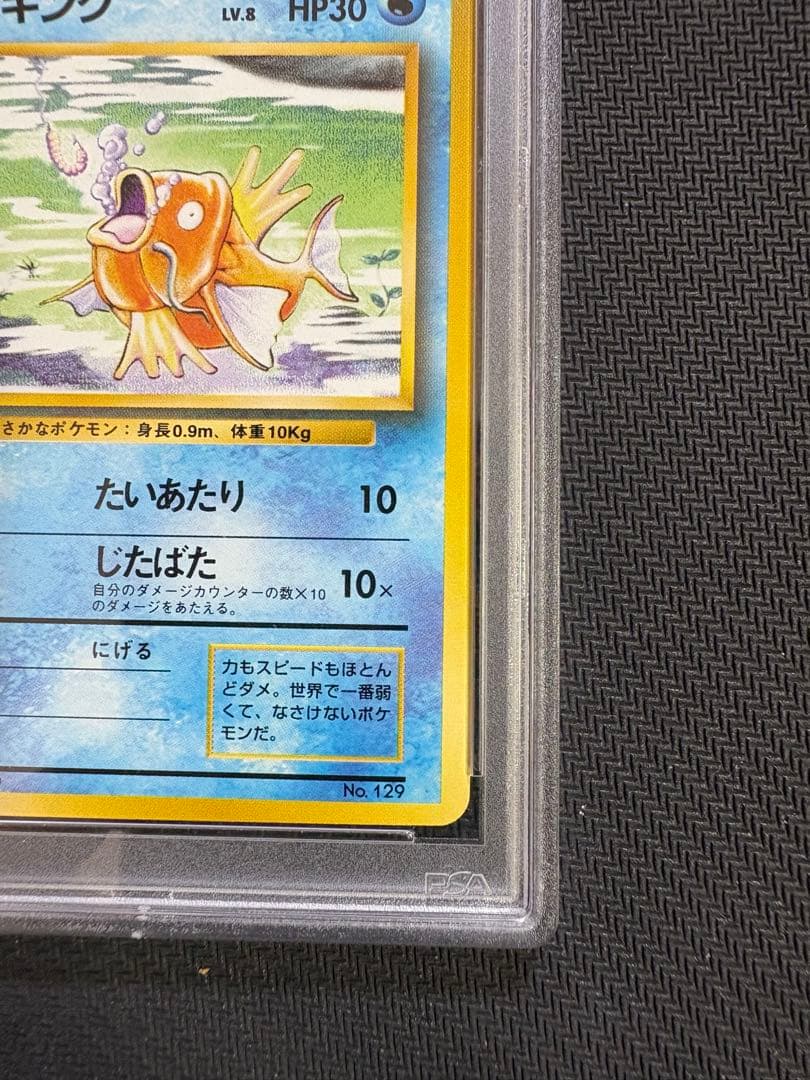 キング LV.8 HP30
さかなポケモン：身長0.9m、体重10Kg
たいあたり 10
じたばた 10×
自分のダメージカウンターの数×10
のダメージをあたえる。
にげる
力もスピードもほとん
どダメ。世界で一番弱
くて、なさけないポケ
モンだ。
No. 129
PSA